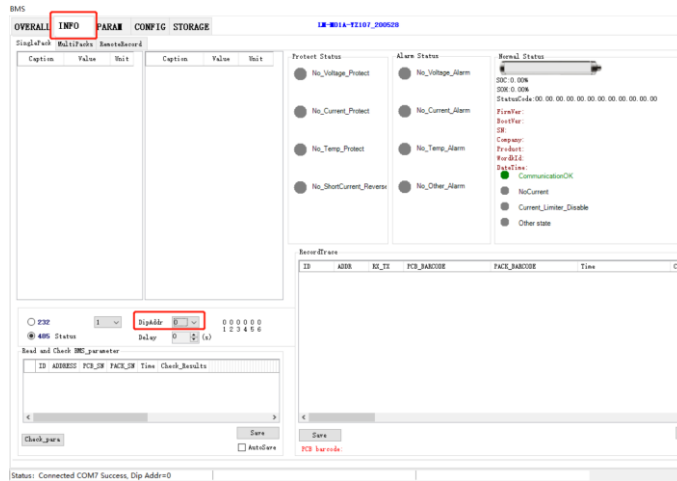 BMS
OVERALL INFO PARAM CONFIG STORAGE
LM-M01A-TZ107_200528
SinglePack MultiPacks RemoteRecord
Caption Value Unit Caption Value Unit
Protect Status
No_Voltage_Protect
No_Current_Protect
No_Temp_Protect
No_ShortCurrent_Reverse
Alarm Status
No_Voltage_Alarm
No_Current_Alarm
No_Temp_Alarm
No_Other_Alarm
Normal Status
SOC:0.00%
SOH:0.00%
StatusCode:00.00.00.00.00.00.00.00.00.00
FirmVer:
BootVer:
SN:
Company:
Product:
WordId:
DateTime:
CommunicationOK
NoCurrent
Current_Limiter_Disable
Other state
RecordTrace
ID ADDR RX_TX PCB_BARCODE PACK_BARCODE Time C
232 1 DipAddr 0 0 0 0 0 0 0
485 Status Delay 0 (s) 1 2 3 4 5 6
Read and Check BMS_parameter
ID ADDRESS PCB_SN PACK_SN Time Check_Results
Check_para Save
AutoSave
Save
PCB barcode:
Status: Connected COM7 Success, Dip Addr=0